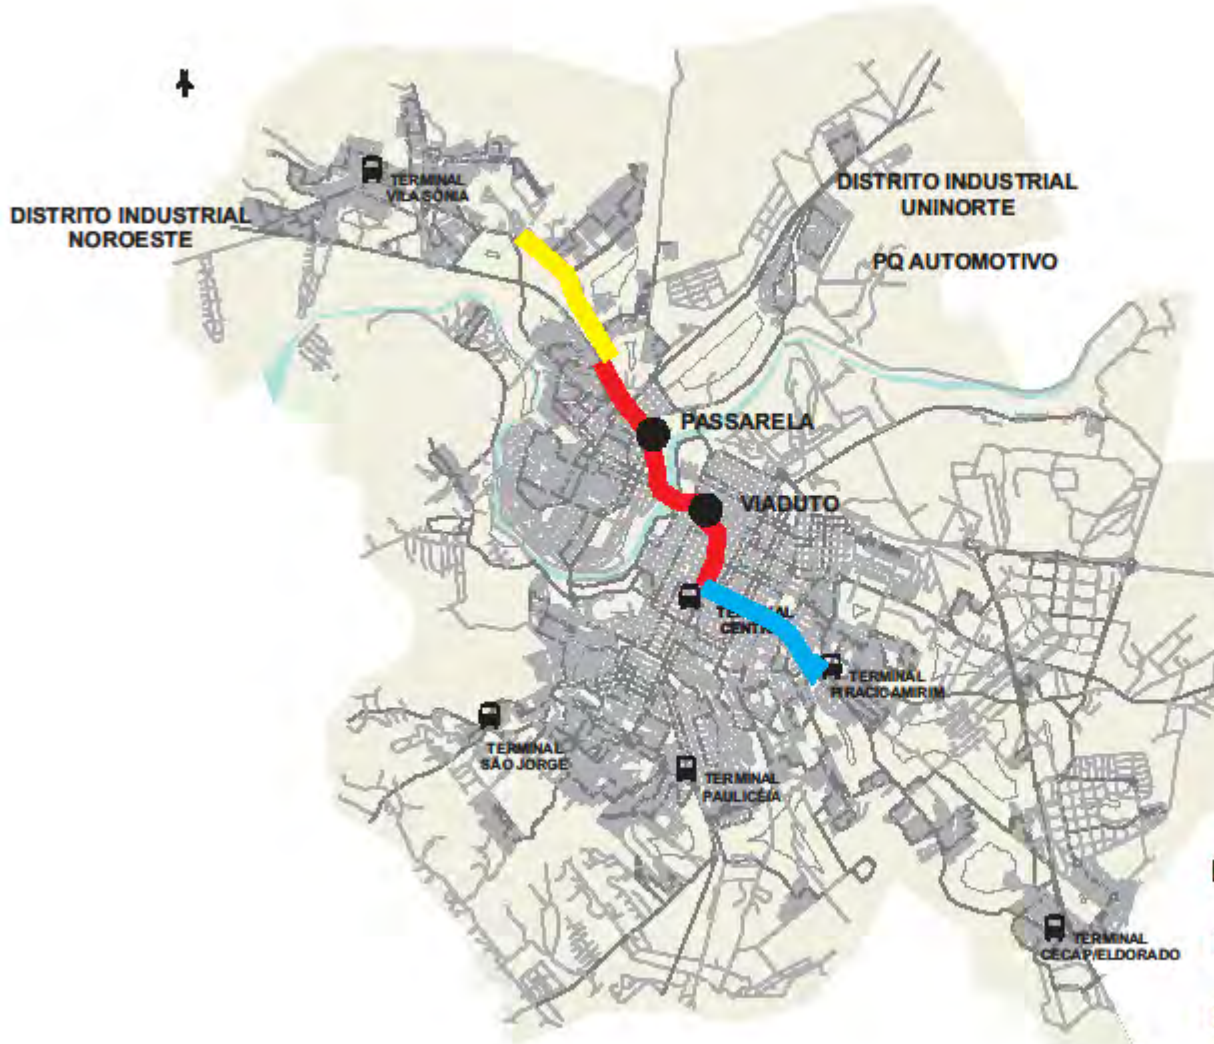 TERMINAL
VILA SÔNIA
DISTRITO INDUSTRIAL
NOROESTE
DISTRITO INDUSTRIAL
UNINORTE
PQ AUTOMOTIVO
PASSARELA
VIADUTO
TERMINAL
PIRACICAMIRIM
TERMINAL
SÃO JORGE
TERMINAL
PAULICÉIA
TERMINAL
CECAP/ELDORADO